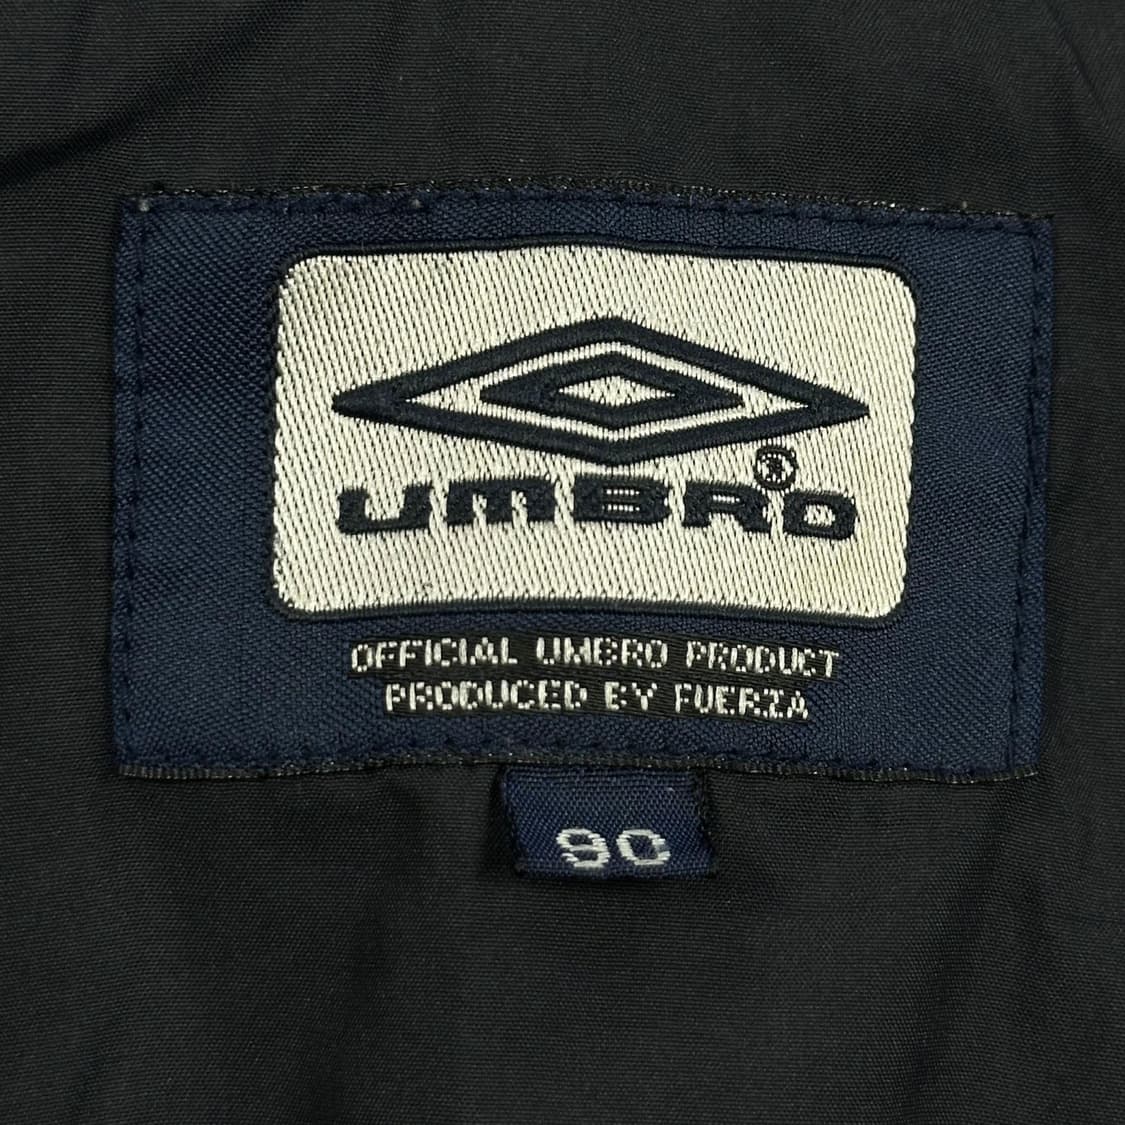 UMBRO®
OFFICIAL UMBRO PRODUCT
PRODUCED BY FUERZA
90